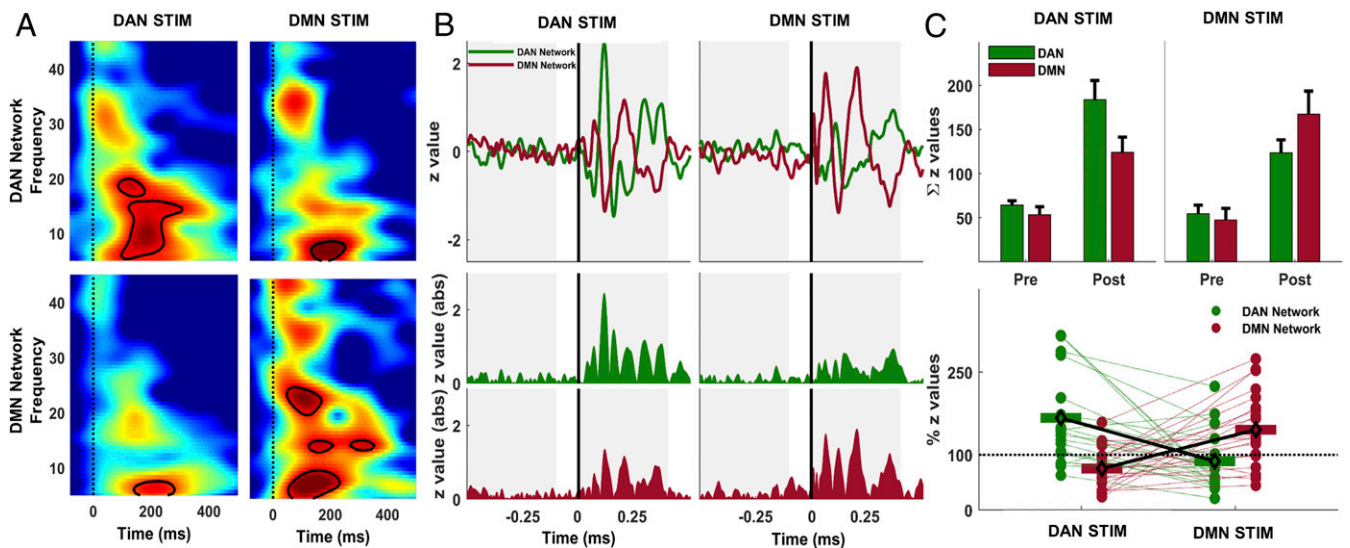 A
DAN STIM
DMN STIM
DAN Network
Frequency
40
30
20
10
DMN Network
Frequency
40
30
20
10
0
200
400
0
200
400
Time (ms)
Time (ms)
B
DAN STIM
DMN STIM
DAN Network
DMN Network
z value
2
0
-2
z value (abs)
2
0
z value (abs)
2
0
-0.25
0
0.25
-0.25
0
0.25
Time (ms)
Time (ms)
C
DAN STIM
DMN STIM
DAN
DMN
Σ z values
200
150
100
50
Pre
Post
Pre
Post
DAN Network
DMN Network
% z values
250
100
0
DAN STIM
DMN STIM